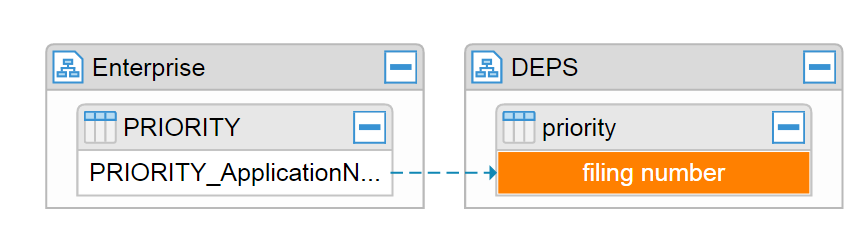 Enterprise
PRIORITY
PRIORITY_ApplicationN...
DEPS
priority
filing number